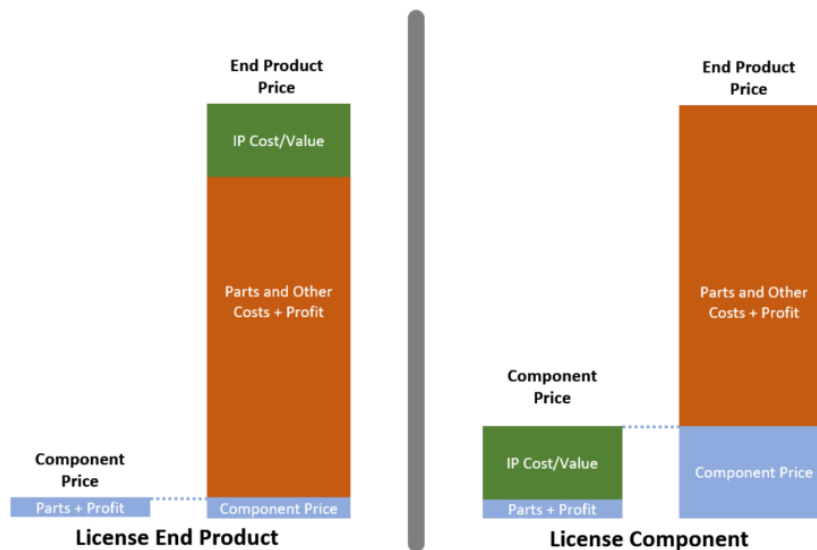 End Product
Price
IP Cost/Value
Parts and Other
Costs + Profit
Component
Price
Parts + Profit
Component Price
License End Product
End Product
Price
Parts and Other
Costs + Profit
Component
Price
IP Cost/Value
Component Price
Parts + Profit
License Component